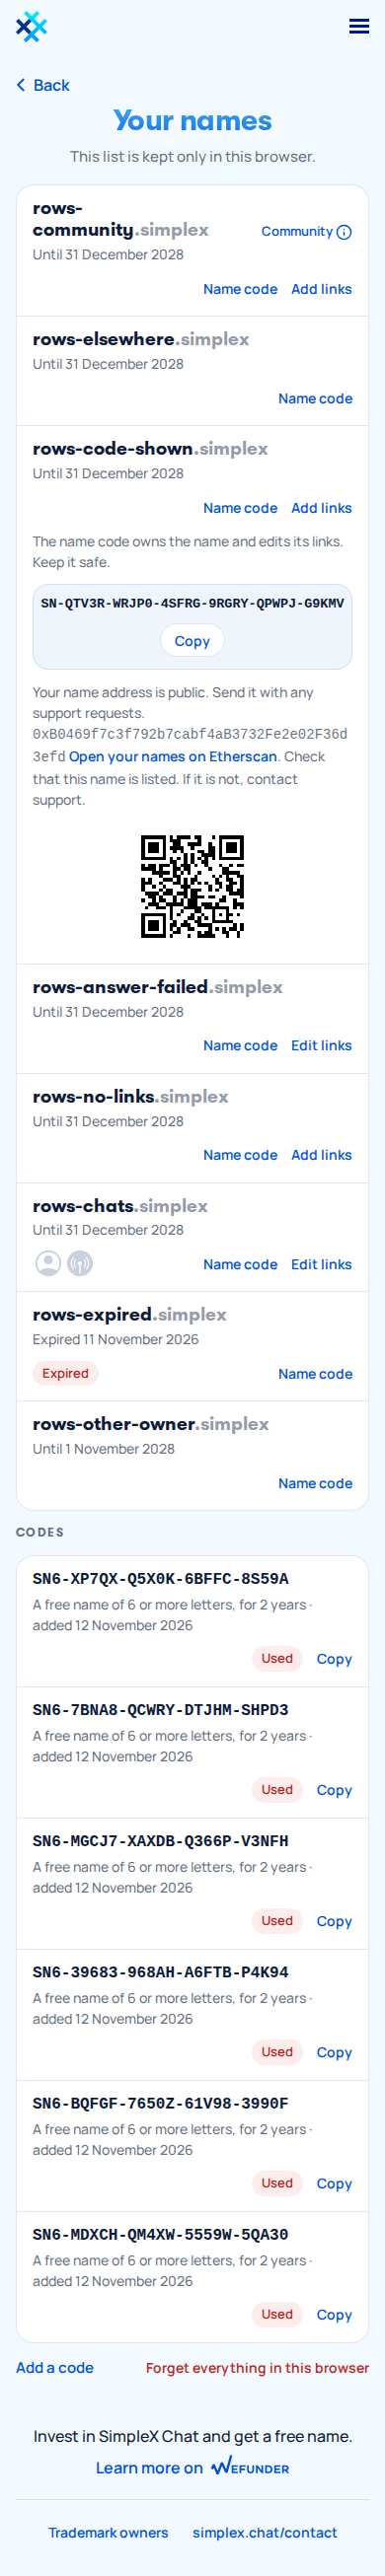 Back
Your names
This list is kept only in this browser.
rows-
community.simplex
Community
Until 31 December 2028
Name code Add links
rows-elsewhere.simplex
Until 31 December 2028
Name code
rows-code-shown.simplex
Until 31 December 2028
Name code Add links
The name code owns the name and edits its links.
Keep it safe.
SN-QTV3R-WRJP0-4SFRG-9RGRY-QPWPJ-G9KMV
Copy
Your name address is public. Send it with any
support requests.
0xB0469f7c3f792b7cabf4aB3732Fe2e02F36d
3efd Open your names on Etherscan. Check
that this name is listed. If it is not, contact
support.
rows-answer-failed.simplex
Until 31 December 2028
Name code Edit links
rows-no-links.simplex
Until 31 December 2028
Name code Add links
rows-chats.simplex
Until 31 December 2028
Name code Edit links
rows-expired.simplex
Expired 11 November 2026
Expired Name code
rows-other-owner.simplex
Until 1 November 2028
Name code
CODES
SN6-XP7QX-Q5X0K-6BFFC-8S59A
A free name of 6 or more letters, for 2 years ·
added 12 November 2026
Used Copy
SN6-7BNA8-QCWRY-DTJHM-SHPD3
A free name of 6 or more letters, for 2 years ·
added 12 November 2026
Used Copy
SN6-MGCJ7-XAXDB-Q366P-V3NFH
A free name of 6 or more letters, for 2 years ·
added 12 November 2026
Used Copy
SN6-39683-968AH-A6FTB-P4K94
A free name of 6 or more letters, for 2 years ·
added 12 November 2026
Used Copy
SN6-BQFGF-7650Z-61V98-3990F
A free name of 6 or more letters, for 2 years ·
added 12 November 2026
Used Copy
SN6-MDXCH-QM4XW-5559W-5QA30
A free name of 6 or more letters, for 2 years ·
added 12 November 2026
Used Copy
Add a code Forget everything in this browser
Invest in SimpleX Chat and get a free name.
Learn more on WEFUNDER
Trademark owners simplex.chat/contact